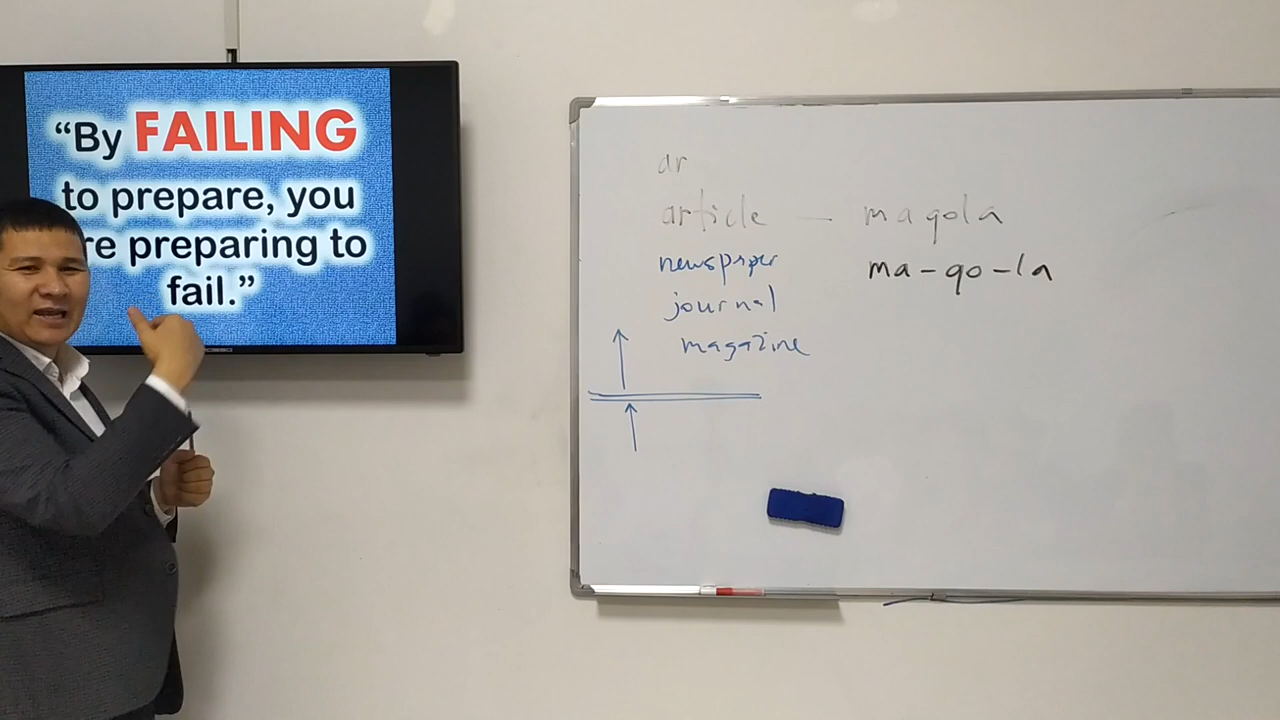 “By FAILING
to prepare, you
re preparing to
fail.”
ar
article — maqola
newspaper ma-qo-la
journal
magazine